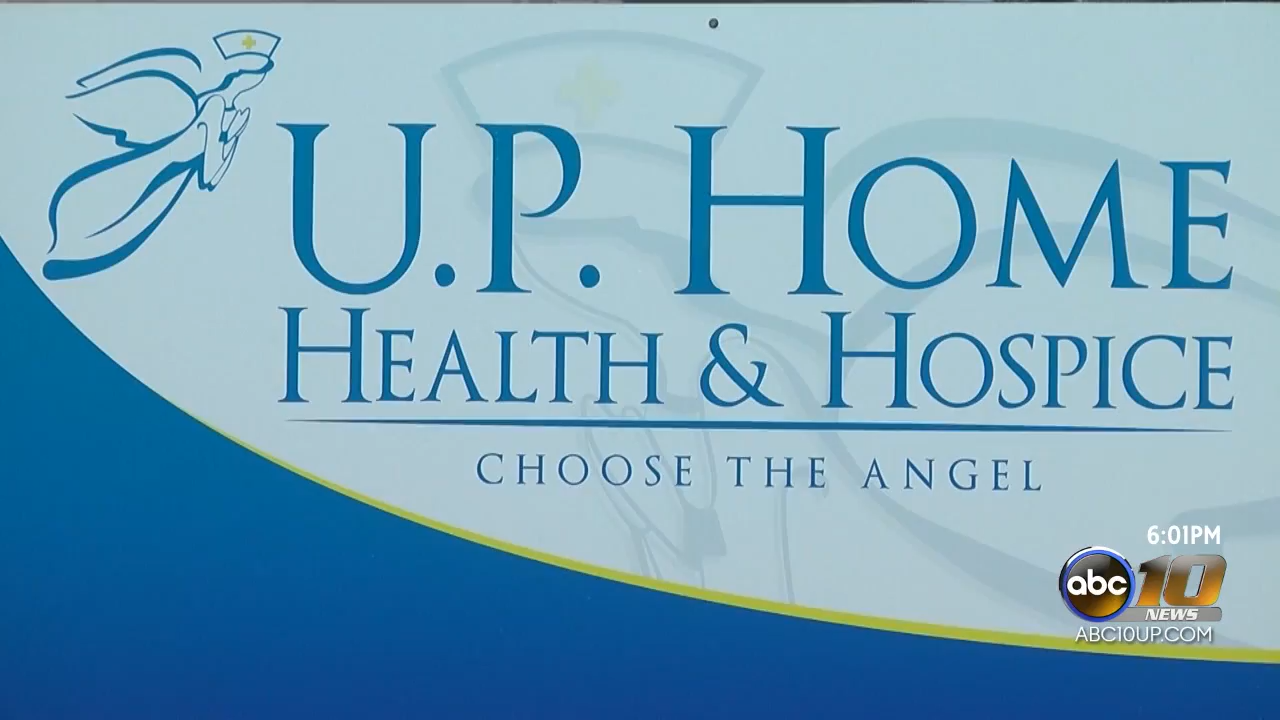 U.P. HOME
HEALTH & HOSPICE
CHOOSE THE ANGEL
6:01PM
abc 10
NEWS
ABC10UP.COM